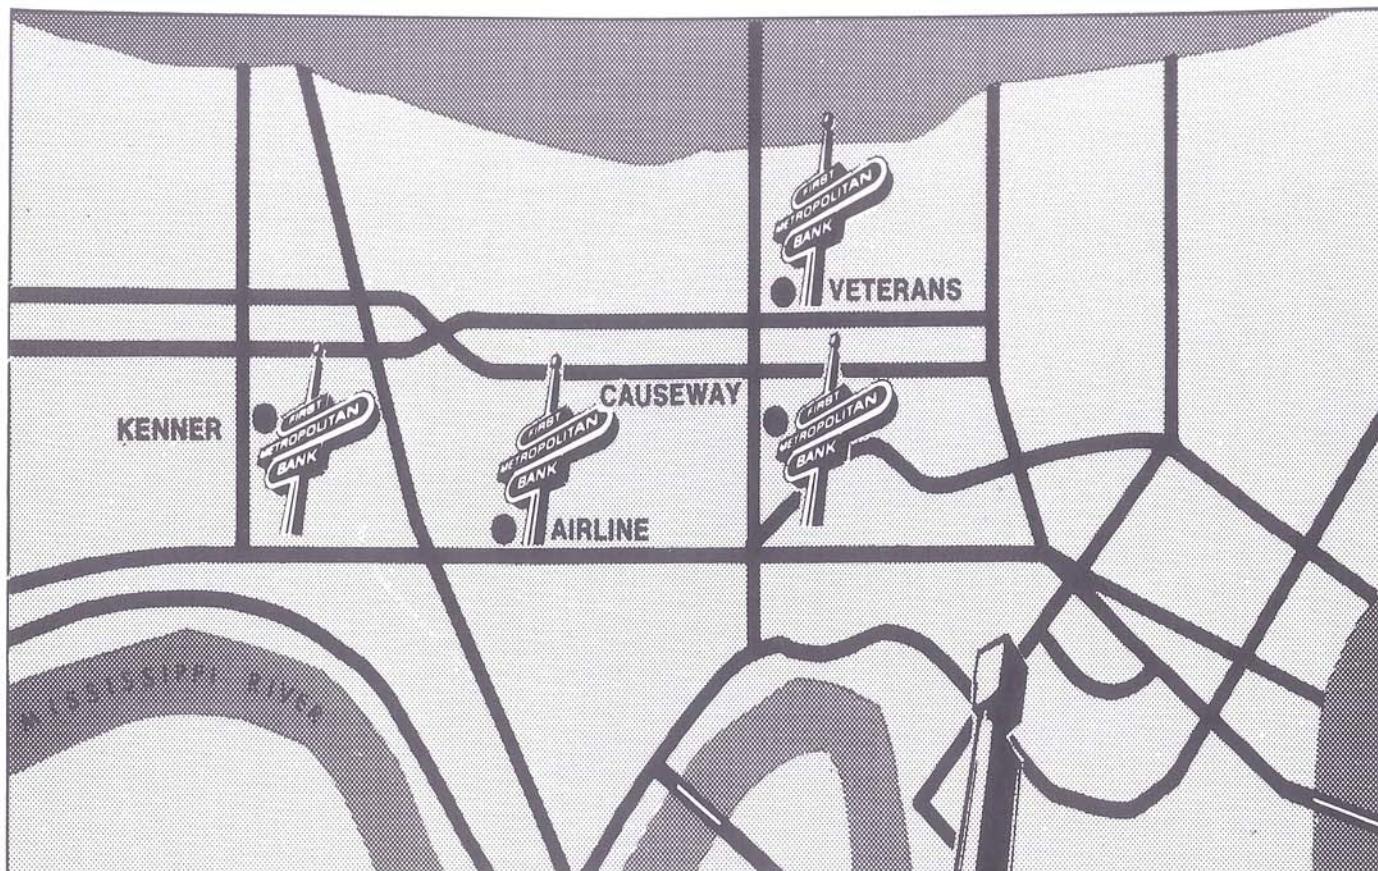 FIRST
METROPOLITAN
BANK
VETERANS
KENNER
FIRST
METROPOLITAN
BANK
FIRST
METROPOLITAN
BANK
AIRLINE
CAUSEWAY
FIRST
METROPOLITAN
BANK
MISSISSIPPI RIVER